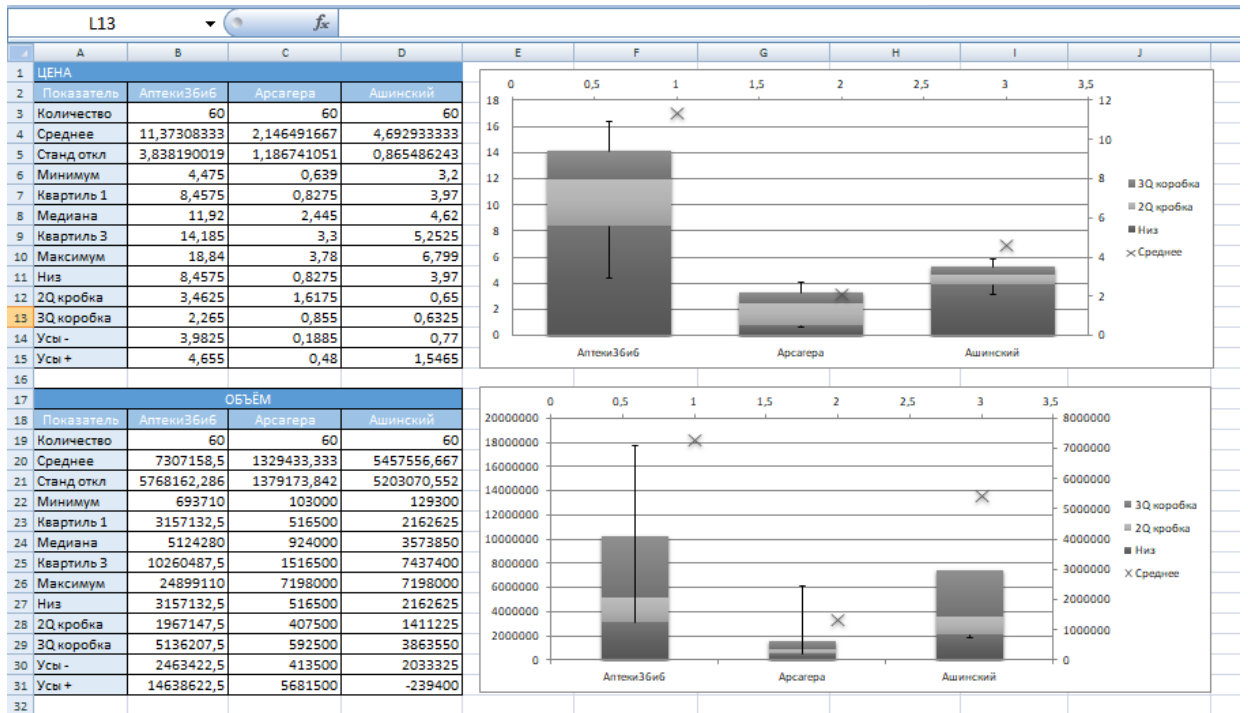 L13
fx
A B C D E F G H I J
1 ЦЕНА
2 Показатель Аптеки36и6 Арсагера Ашинский
3 Количество 60 60 60
4 Среднее 11,37308333 2,146491667 4,692933333
5 Станд откл 3,838190019 1,186741051 0,865486243
6 Минимум 4,475 0,639 3,2
7 Квартиль 1 8,4575 0,8275 3,97
8 Медиана 11,92 2,445 4,62
9 Квартиль 3 14,185 3,3 5,2525
10 Максимум 18,84 3,78 6,799
11 Низ 8,4575 0,8275 3,97
12 2Q кробка 3,4625 1,6175 0,65
13 3Q коробка 2,265 0,855 0,6325
14 Усы - 3,9825 0,1885 0,77
15 Усы + 4,655 0,48 1,5465
16
17 ОБЪЁМ
18 Показатель Аптеки36и6 Арсагера Ашинский
19 Количество 60 60 60
20 Среднее 7307158,5 1329433,333 5457556,667
21 Станд откл 5768162,286 1379173,842 5203070,552
22 Минимум 693710 103000 129300
23 Квартиль 1 3157132,5 516500 2162625
24 Медиана 5124280 924000 3573850
25 Квартиль 3 10260487,5 1516500 7437400
26 Максимум 24899110 7198000 7198000
27 Низ 3157132,5 516500 2162625
28 2Q кробка 1967147,5 407500 1411225
29 3Q коробка 5136207,5 592500 3863550
30 Усы - 2463422,5 413500 2033325
31 Усы + 14638622,5 5681500 -239400
32
0 0,5 1 1,5 2 2,5 3 3,5
18
16
14
12
10
8
6
4
2
0
12
10
8
6
4
2
0
Аптеки36и6 Арсагера Ашинский
3Q коробка
2Q кробка
Низ
Среднее
0 0,5 1 1,5 2 2,5 3 3,5
20000000
18000000
16000000
14000000
12000000
10000000
8000000
6000000
4000000
2000000
0
8000000
7000000
6000000
5000000
4000000
3000000
2000000
1000000
0
Аптеки36и6 Арсагера Ашинский
3Q коробка
2Q кробка
Низ
Среднее